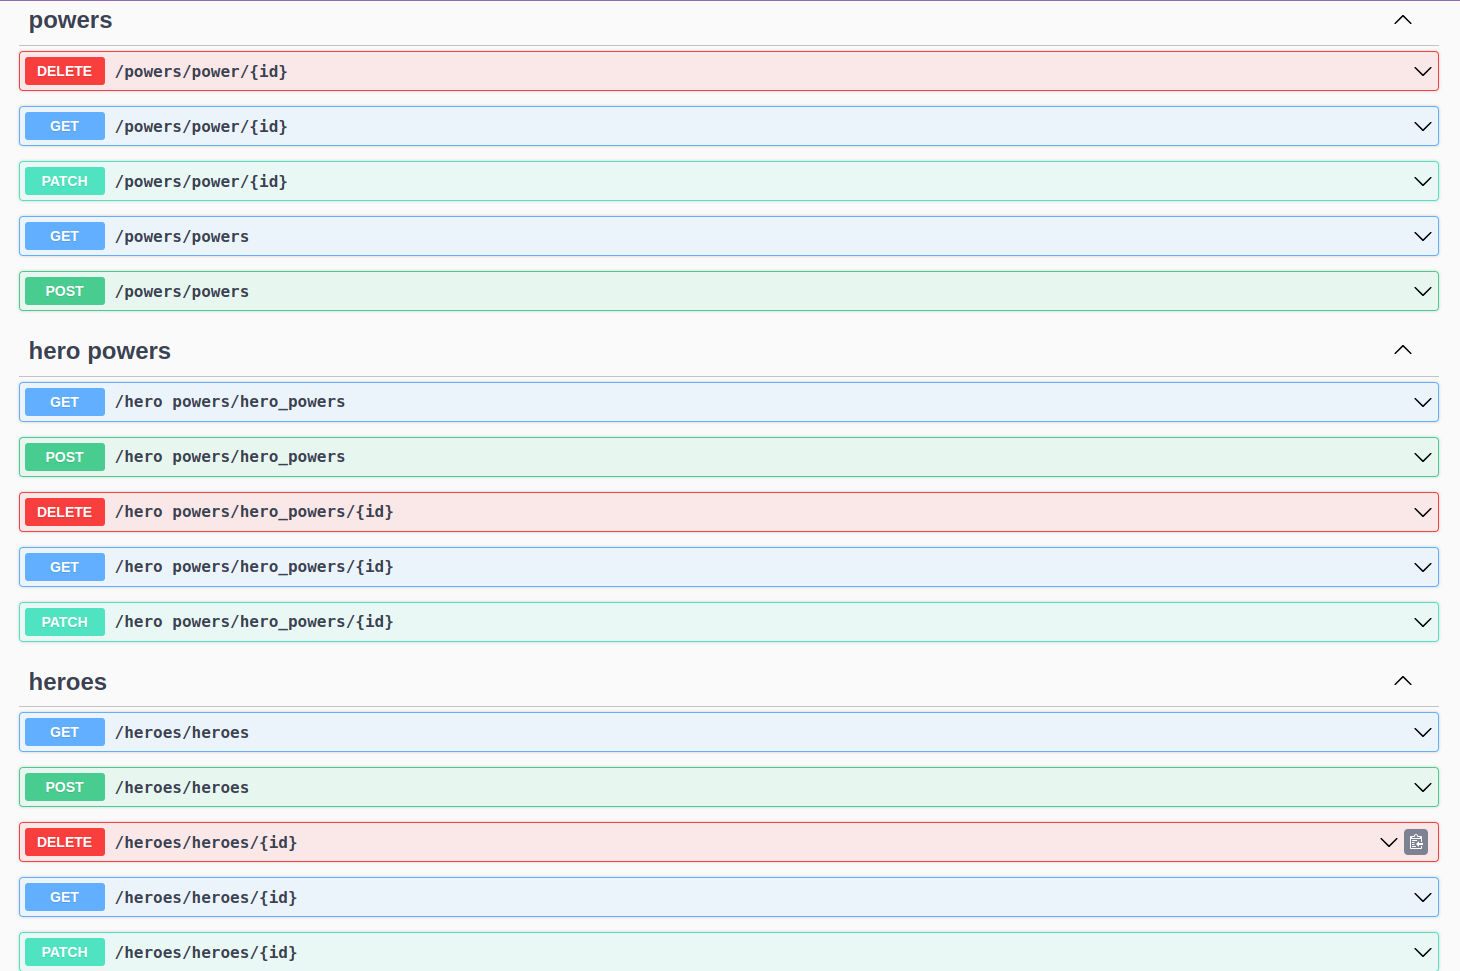 powers
DELETE /powers/power/{id}
GET /powers/power/{id}
PATCH /powers/power/{id}
GET /powers/powers
POST /powers/powers
hero powers
GET /hero powers/hero_powers
POST /hero powers/hero_powers
DELETE /hero powers/hero_powers/{id}
GET /hero powers/hero_powers/{id}
PATCH /hero powers/hero_powers/{id}
heroes
GET /heroes/heroes
POST /heroes/heroes
DELETE /heroes/heroes/{id}
GET /heroes/heroes/{id}
PATCH /heroes/heroes/{id}